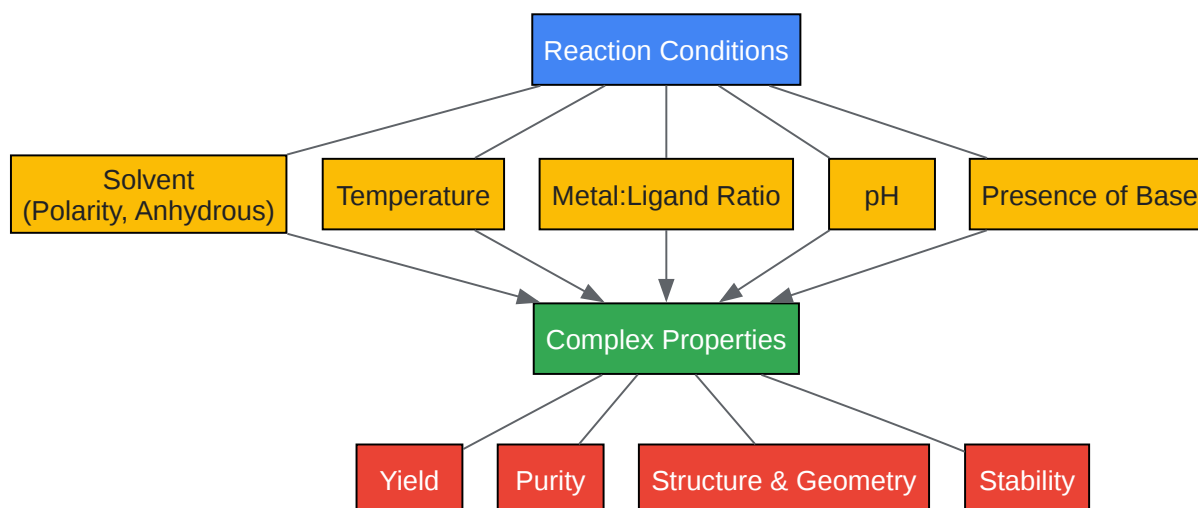 Reaction Conditions
Solvent
(Polarity, Anhydrous)
Temperature
Metal:Ligand Ratio
pH
Presence of Base
Complex Properties
Yield
Purity
Structure & Geometry
Stability